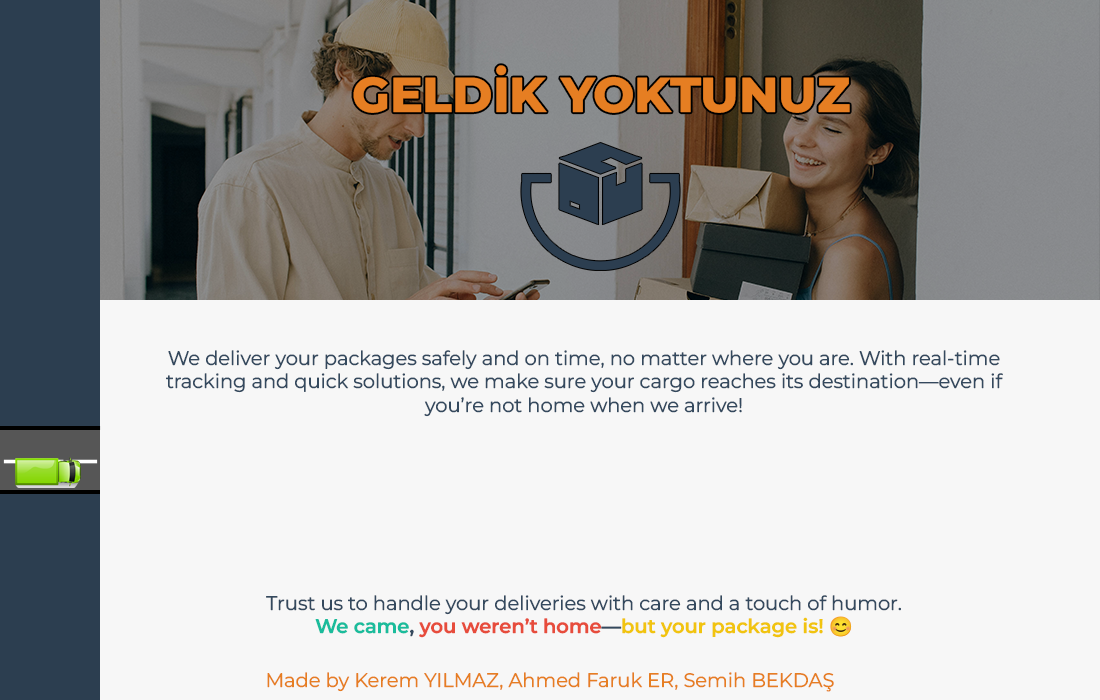 GELDİK YOKTUNUZ
We deliver your packages safely and on time, no matter where you are. With real-time
tracking and quick solutions, we make sure your cargo reaches its destination—even if
you’re not home when we arrive!
Trust us to handle your deliveries with care and a touch of humor.
We came, you weren’t home—but your package is! 😊
Made by Kerem YILMAZ, Ahmed Faruk ER, Semih BEKDAŞ